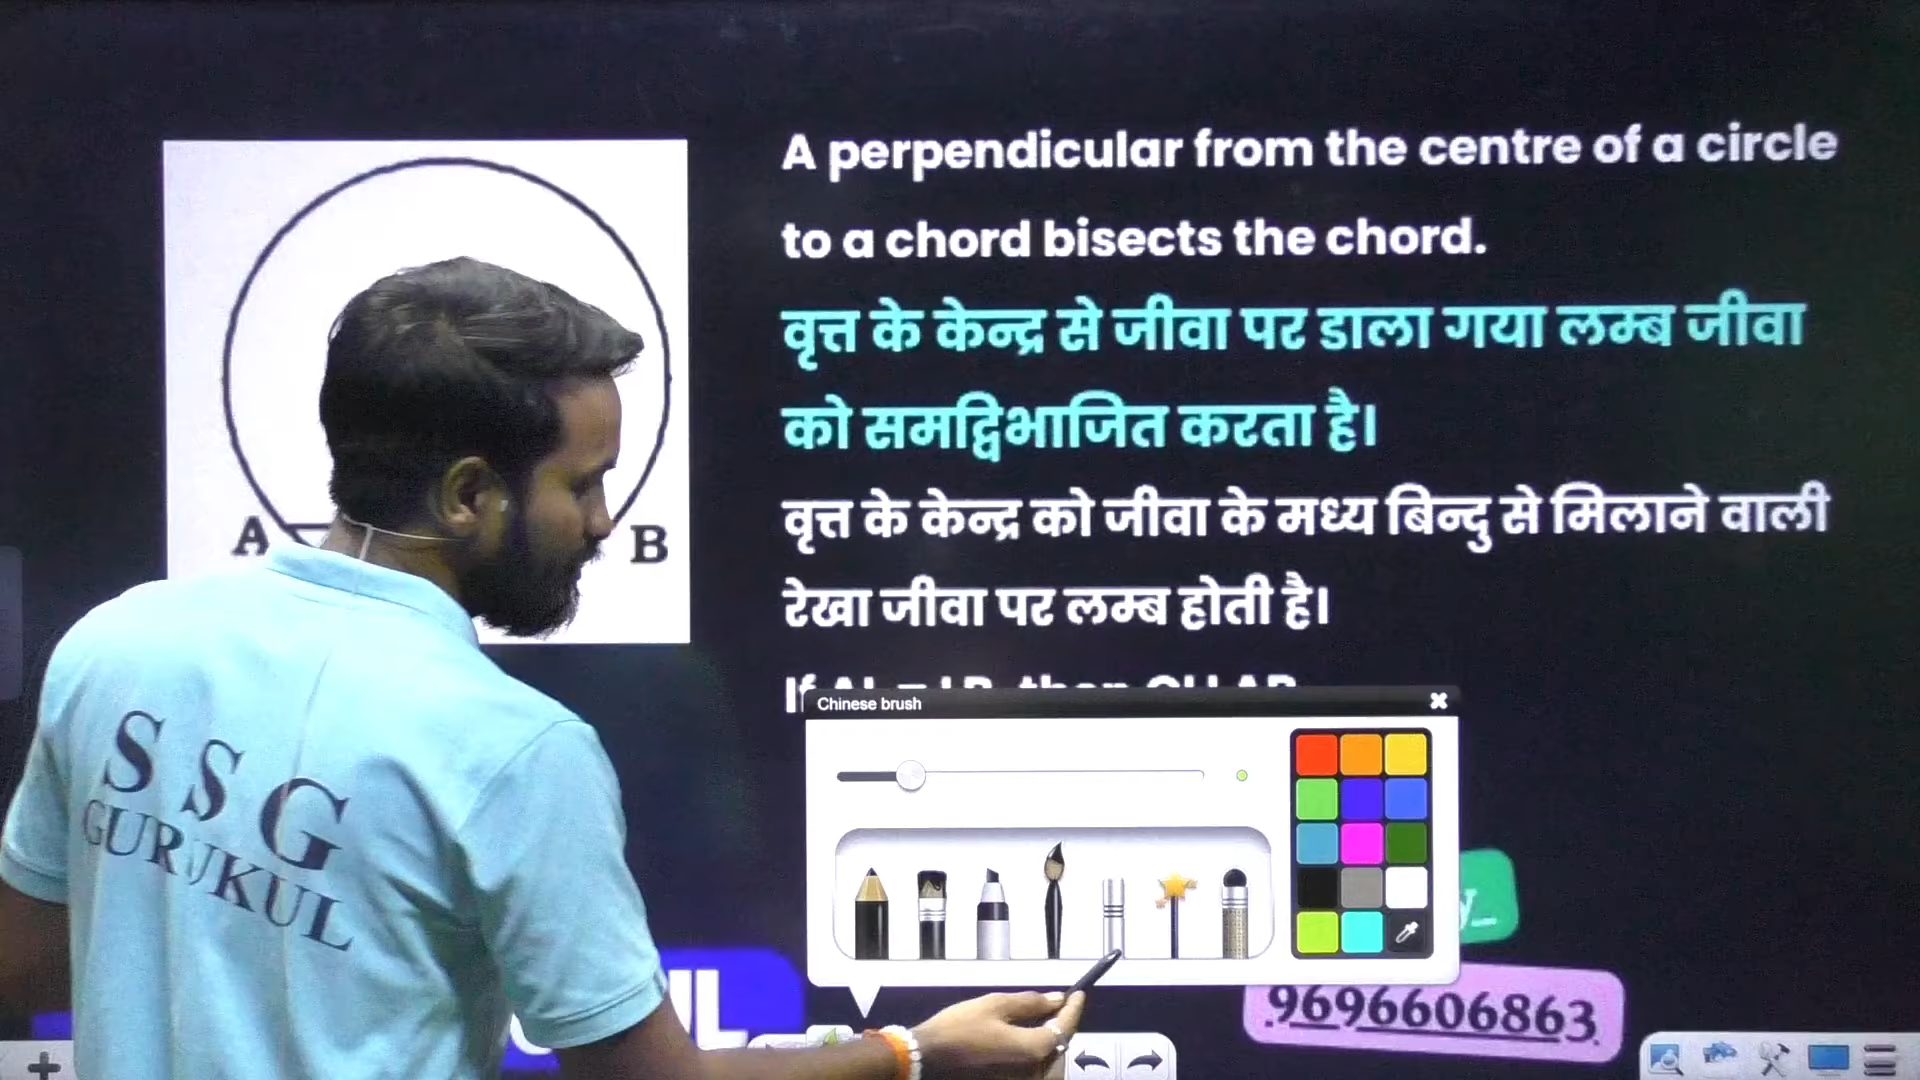 A perpendicular from the centre of a circle
to a chord bisects the chord.
वृत्त के केन्द्र से जीवा पर डाला गया लम्ब जीवा
को समद्विभाजित करता है।
वृत्त के केन्द्र को जीवा के मध्य बिन्दु से मिलाने वाली
रेखा जीवा पर लम्ब होती है।
A
B
If
Chinese brush
S S G
GURUKUL
9696606863